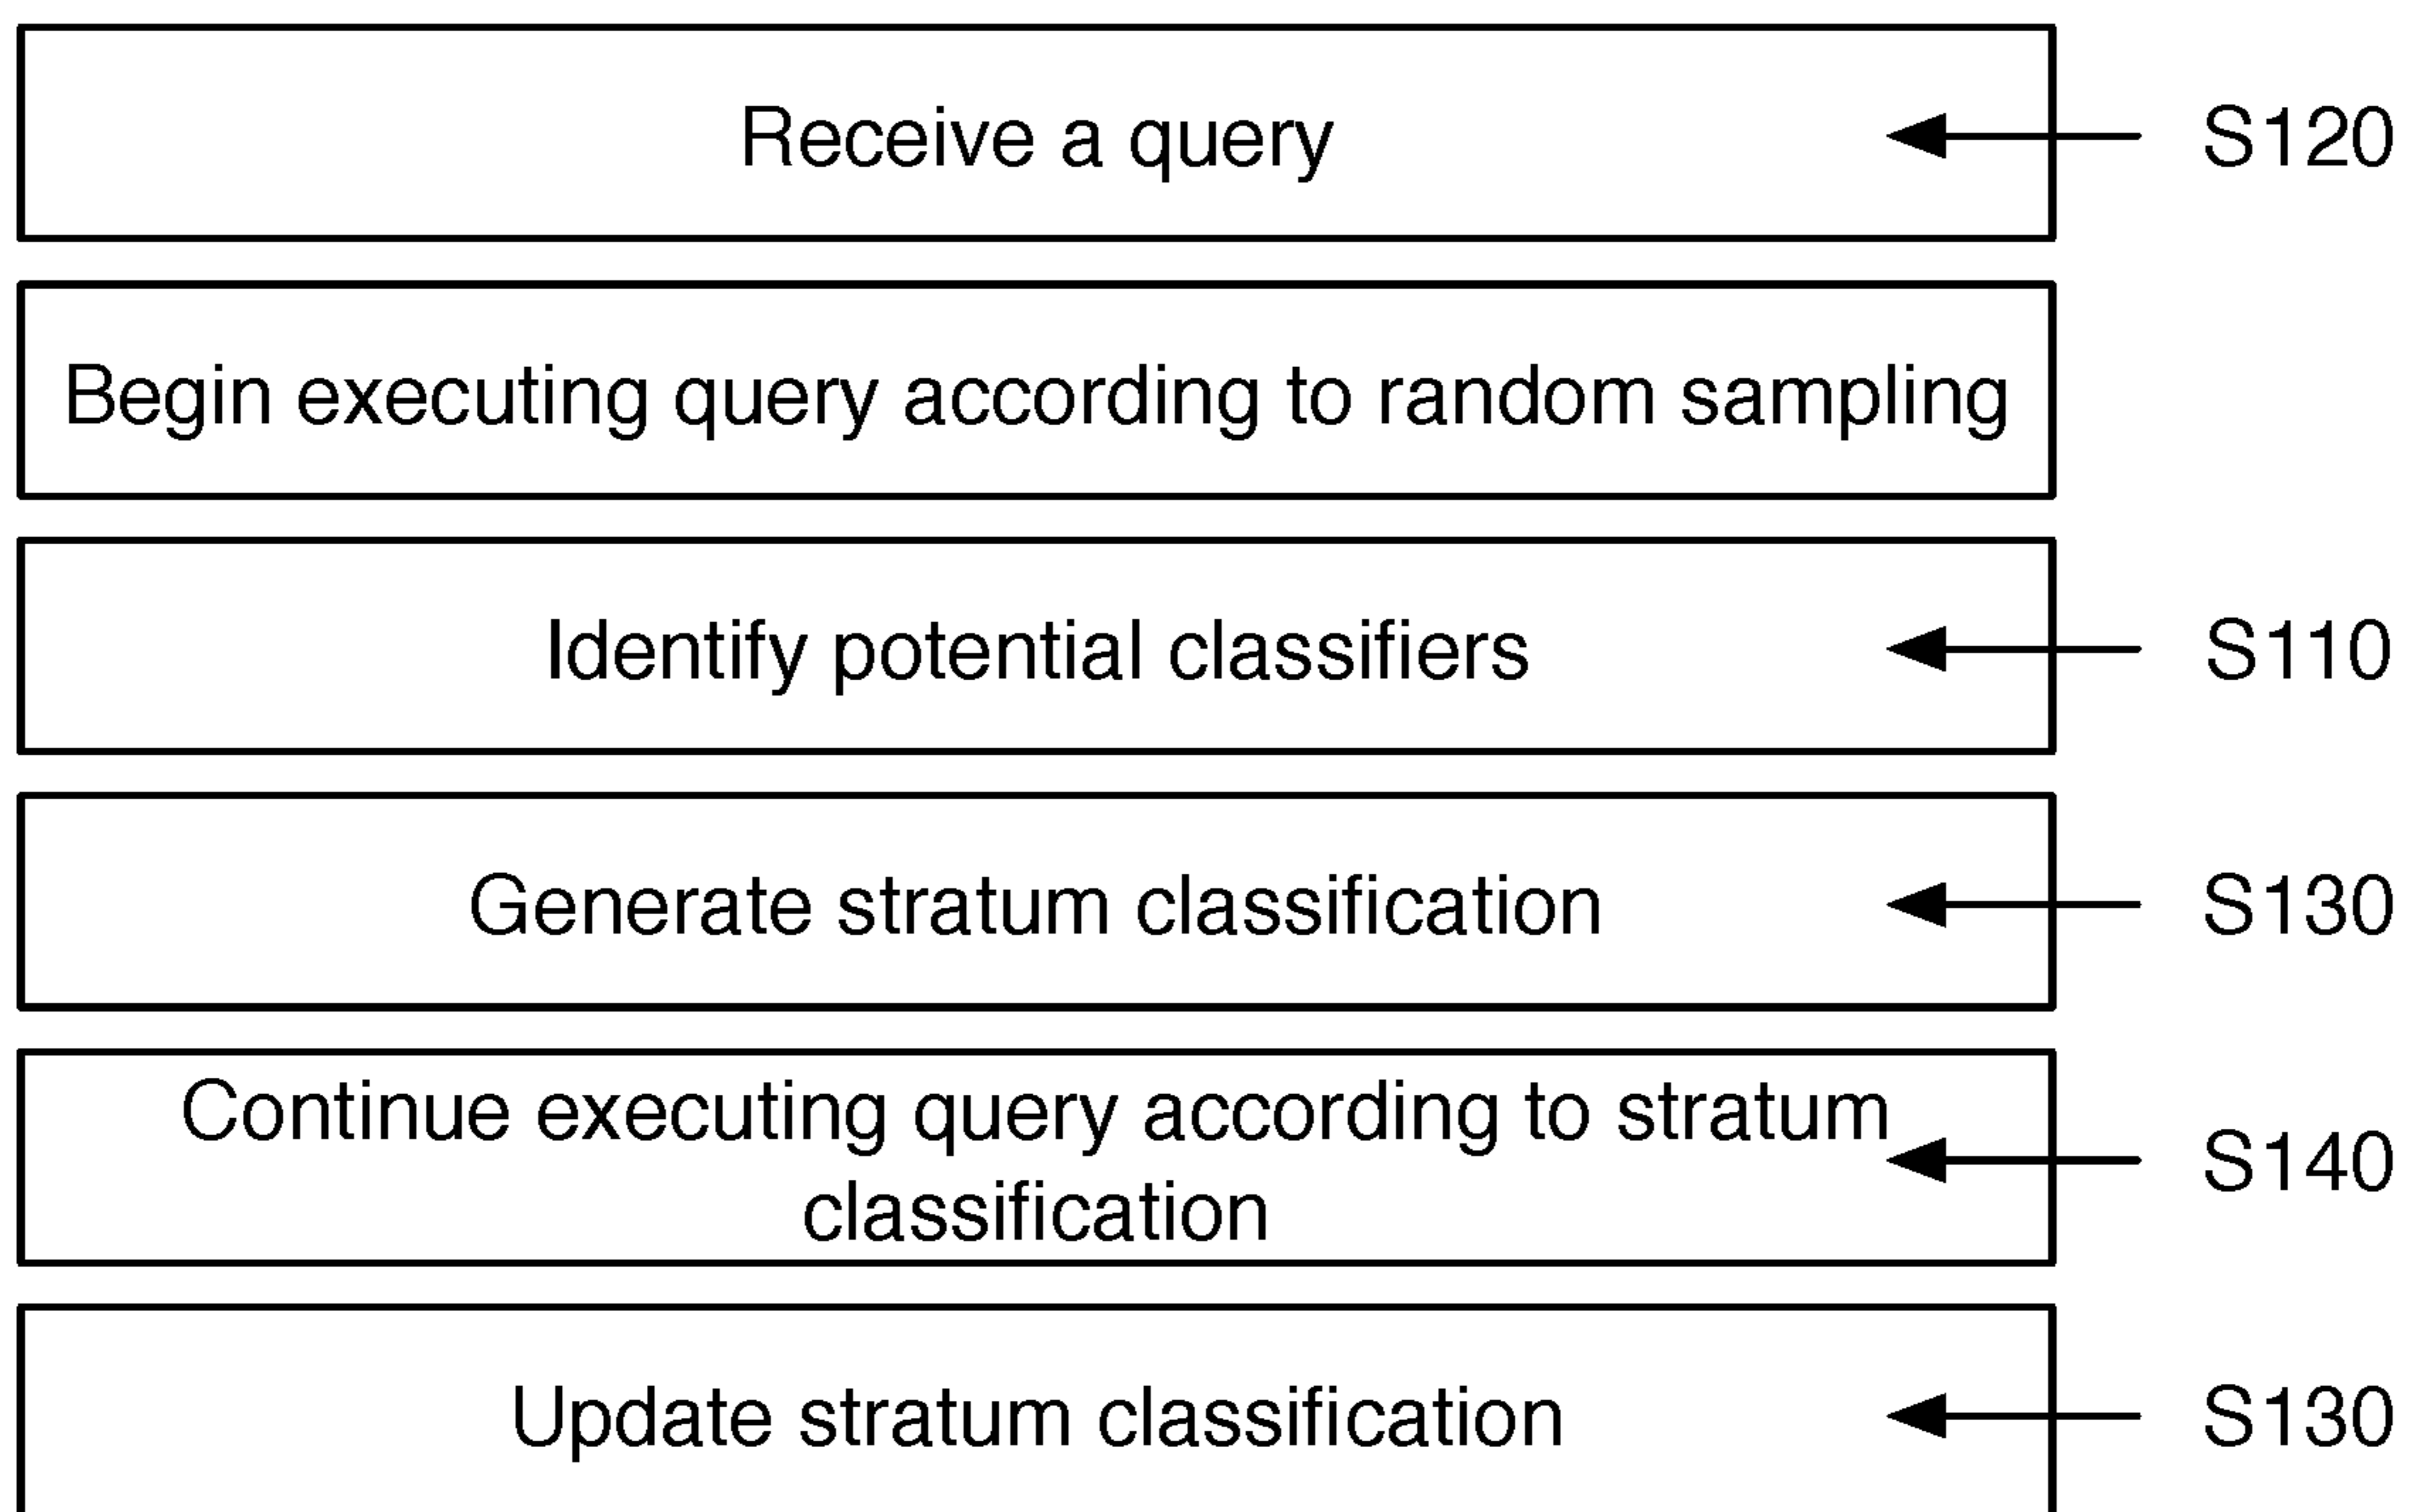 Receive a query
S120
Begin executing query according to random sampling
Identify potential classifiers
S110
Generate stratum classification
S130
Continue executing query according to stratum
classification
S140
Update stratum classification
S130